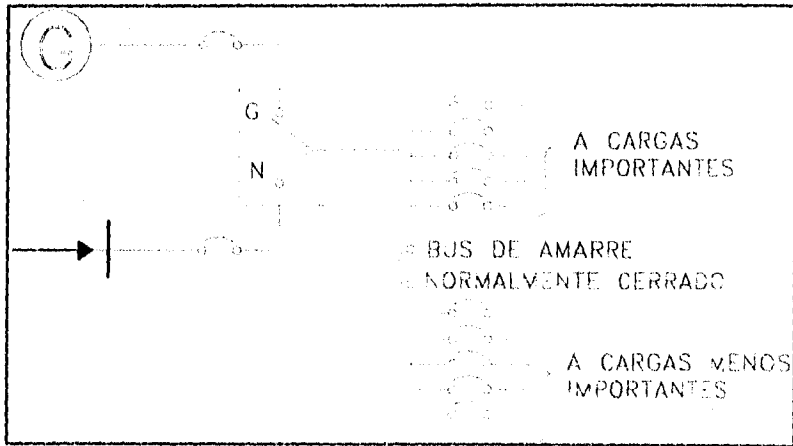 G
G
N
A CARGAS
IMPORTANTES
BUS DE AMARRE
NORMALMENTE CERRADO
A CARGAS MENOS
IMPORTANTES